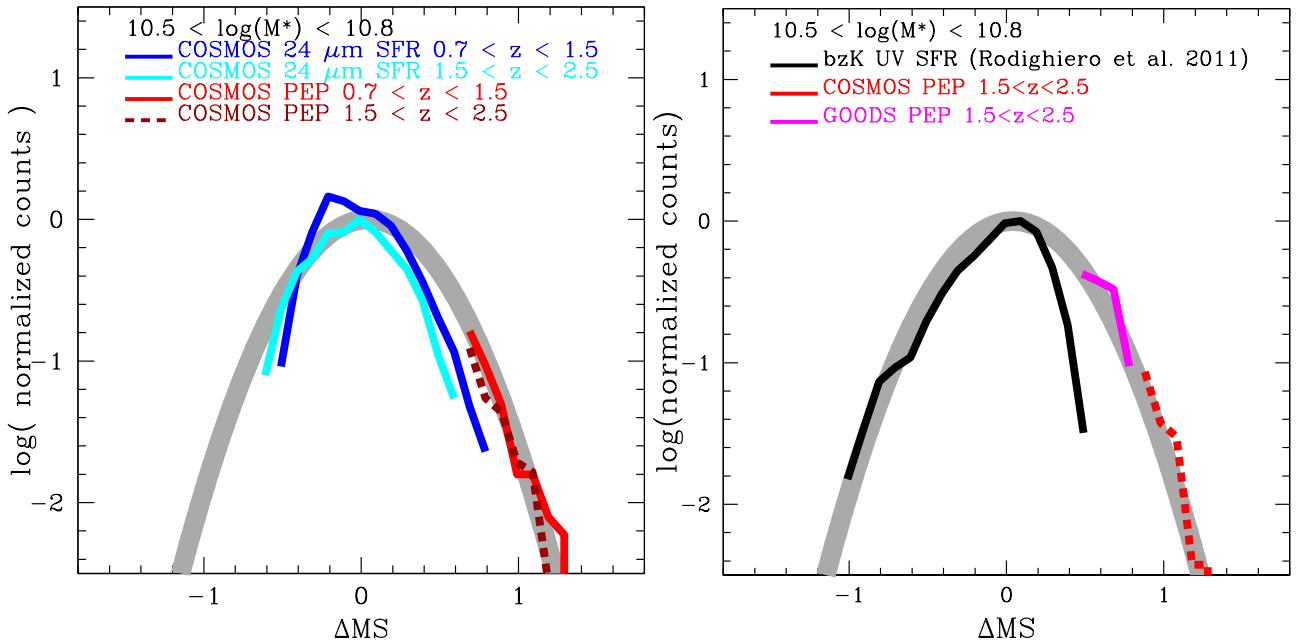 10.5 < log(M*) < 10.8
COSMOS 24 μm SFR 0.7 < z < 1.5
COSMOS 24 μm SFR 1.5 < z < 2.5
COSMOS PEP 0.7 < z < 1.5
COSMOS PEP 1.5 < z < 2.5
1
0
-1
-2
log( normalized counts )
-1 0 1
ΔMS
10.5 < log(M*) < 10.8
bzK UV SFR (Rodighiero et al. 2011)
COSMOS PEP 1.5<z<2.5
GOODS PEP 1.5<z<2.5
1
0
-1
-2
log(normalized counts)
-1 0 1
ΔMS